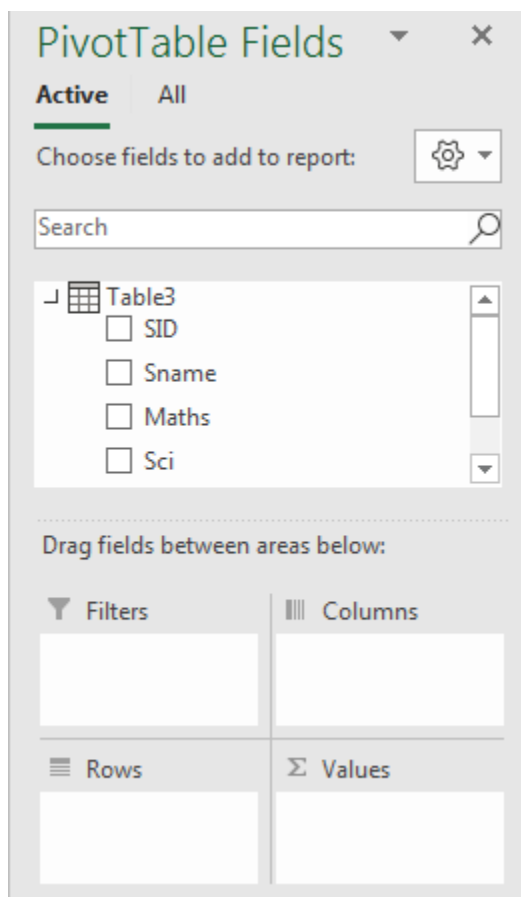 PivotTable Fields
Active All
Choose fields to add to report:
Search
Table3
SID
Sname
Maths
Sci
Drag fields between areas below:
Filters Columns
Rows Σ Values